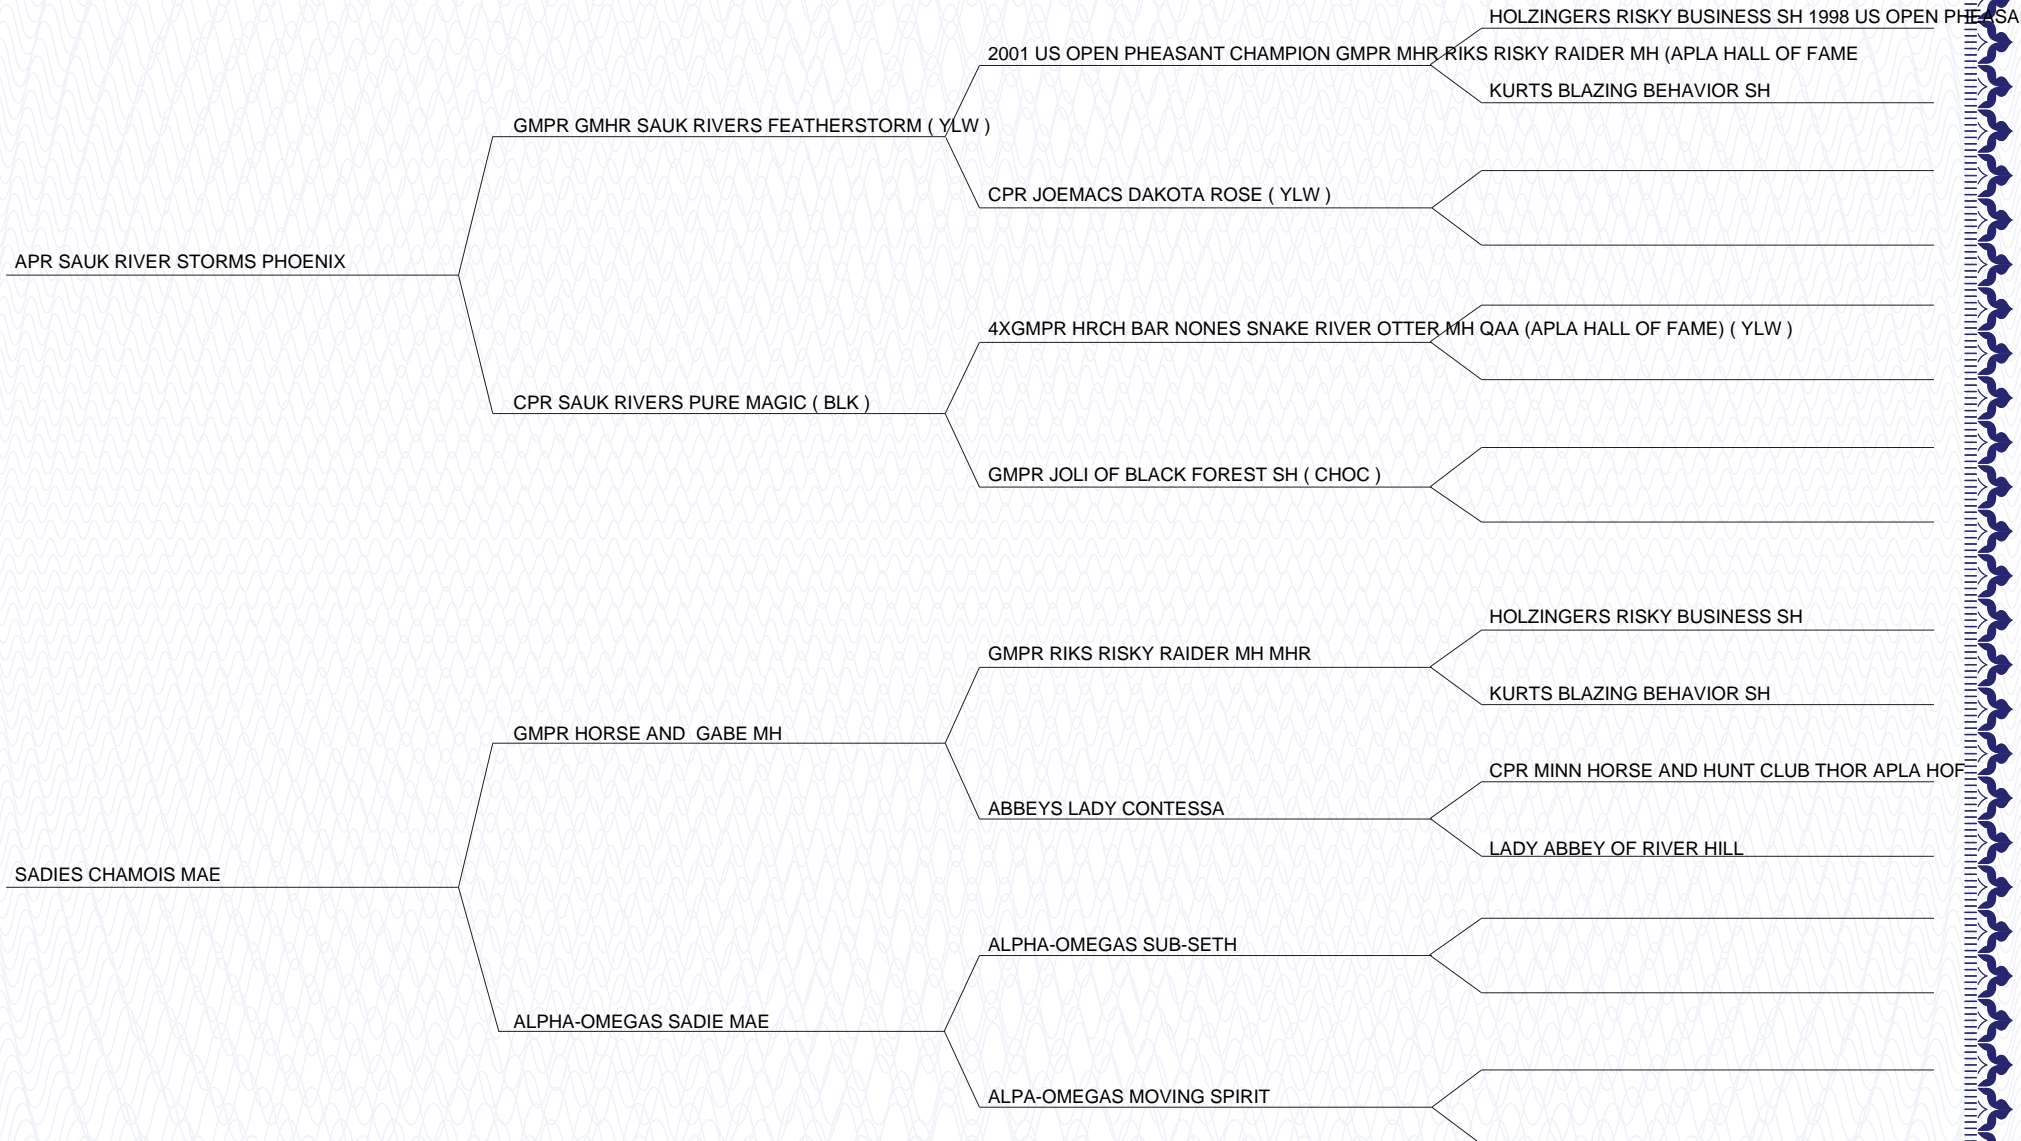 HOLZINGERS RISKY BUSINESS SH 1998 US OPEN
2001 US OPEN PHEASANT CHAMPION GMPR MHR RIKS RISKY RAIDER MH (APLA HALL OF FAME
KURTS BLAZING BEHAVIOR SH
GMPR GMHR SAUK RIVERS FEATHERSTORM ( YLW )
CPR JOEMACS DAKOTA ROSE ( YLW )
APR SAUK RIVER STORMS PHOENIX
4XGMPR HRCH BAR NONES SNAKE RIVER OTTER MH QAA (APLA HALL OF FAME) ( YLW )
CPR SAUK RIVERS PURE MAGIC ( BLK )
GMPR JOLI OF BLACK FOREST SH ( CHOC )
HOLZINGERS RISKY BUSINESS SH
GMPR RIKS RISKY RAIDER MH MHR
KURTS BLAZING BEHAVIOR SH
GMPR HORSE AND  GABE MH
CPR MINN HORSE AND HUNT CLUB THOR APLA HOF
ABBEYS LADY CONTESSA
LADY ABBEY OF RIVER HILL
SADIES CHAMOIS MAE
ALPHA-OMEGAS SUB-SETH
ALPHA-OMEGAS SADIE MAE
ALPA-OMEGAS MOVING SPIRIT